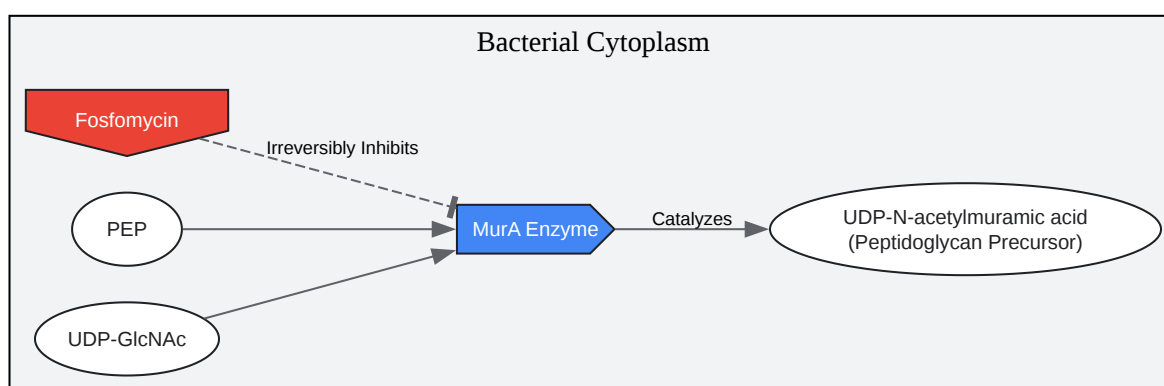 Bacterial Cytoplasm
Fosfomycin
Irreversibly Inhibits
PEP
MurA Enzyme
Catalyzes
UDP-N-acetylmuramic acid
(Peptidoglycan Precursor)
UDP-GlcNAc